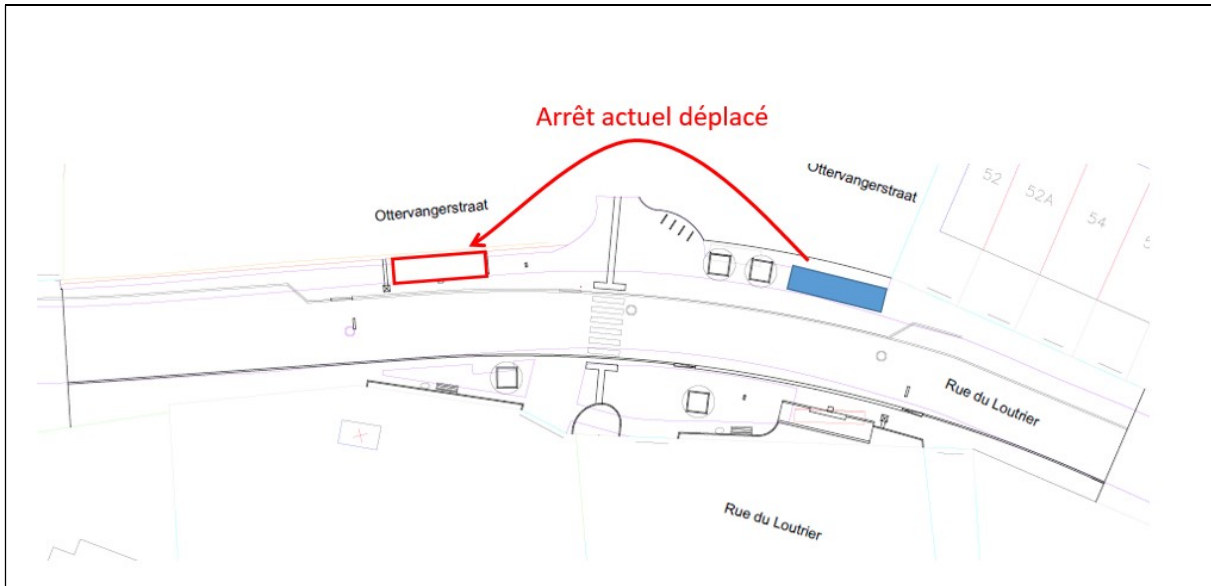 Arrêt actuel déplacé
Ottervangerstraat
Ottervangerstraat
52
52A
54
Rue du Loutrier
Rue du Loutrier